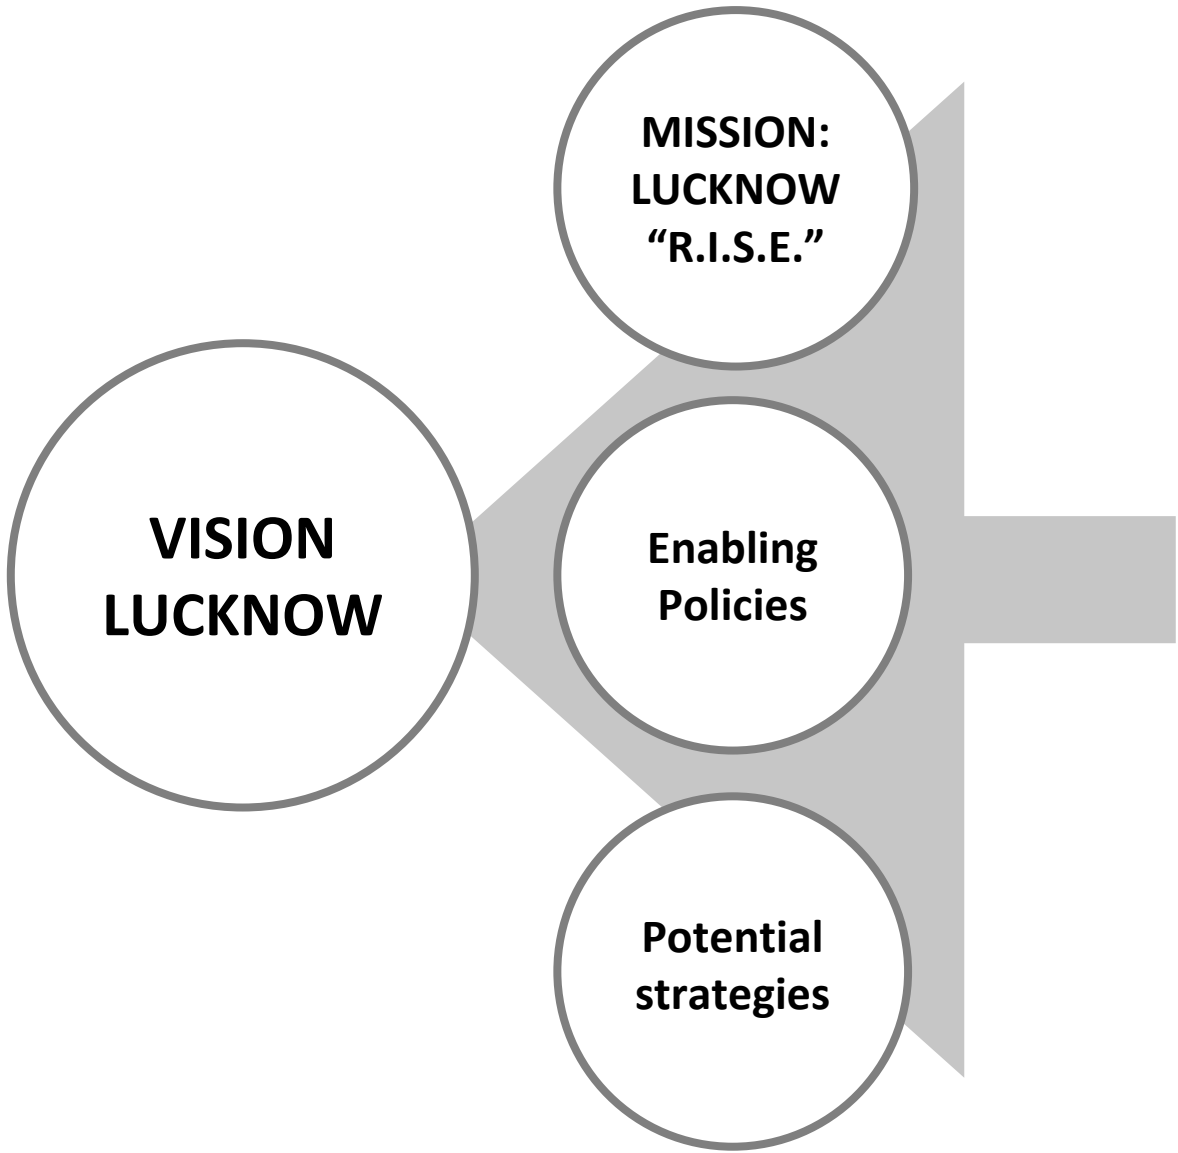 MISSION:
LUCKNOW
“R.I.S.E.”
VISION
LUCKNOW
Enabling
Policies
Potential
strategies